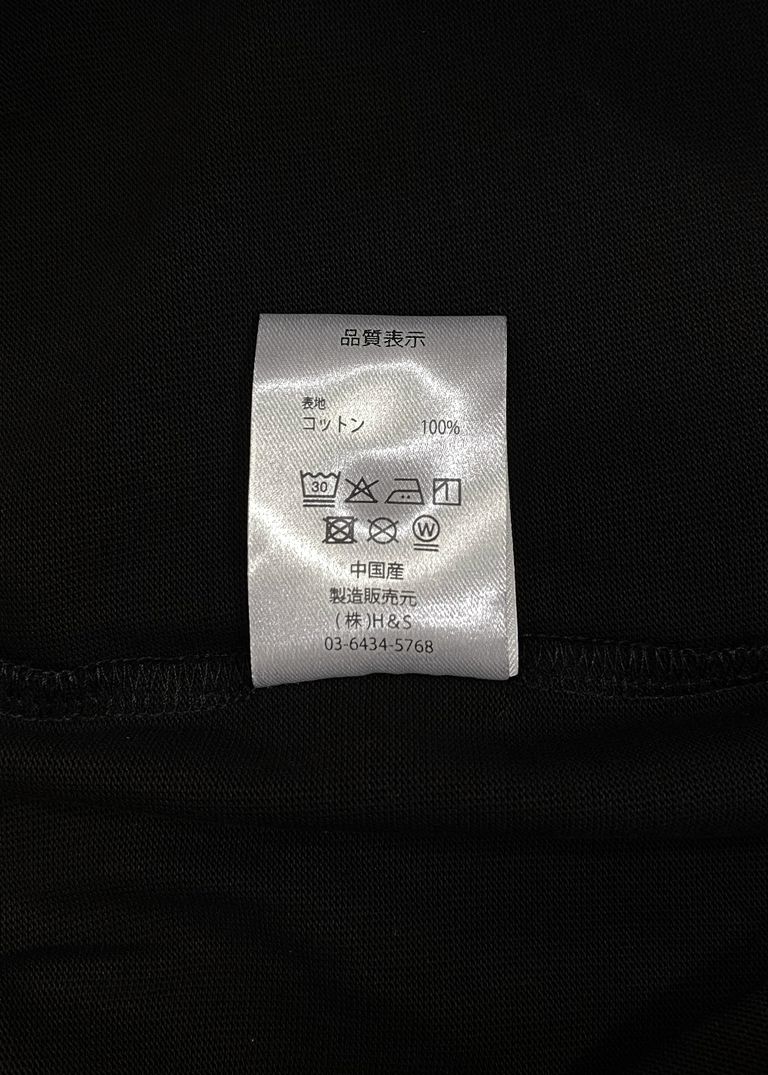 品質表示
表地
コットン 100%
30
W
中国産
製造販売元
(株)H&S
03-6434-5768